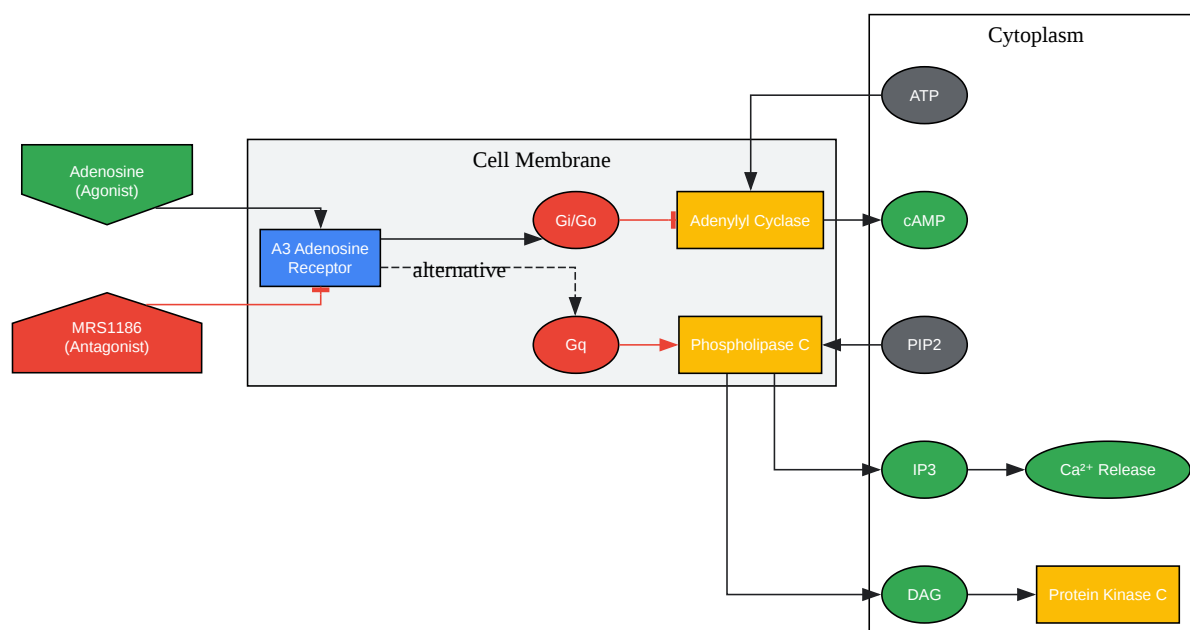 Cytoplasm
ATP
Cell Membrane
Adenosine
(Agonist)
Gi/Go
Adenylyl Cyclase
cAMP
A3 Adenosine
Receptor
alternative
MRS1186
(Antagonist)
Gq
Phospholipase C
PIP2
IP3
Ca²⁺ Release
DAG
Protein Kinase C